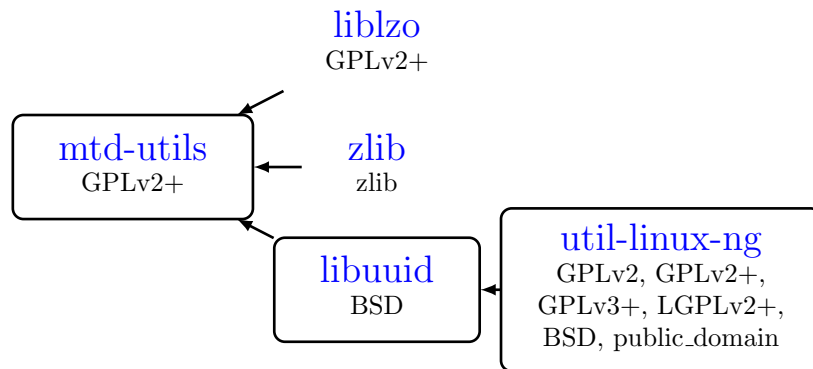 liblzo
GPLv2+
mtd-utils
GPLv2+
zlib
zlib
libuuid
BSD
util-linux-ng
GPLv2, GPLv2+,
GPLv3+, LGPLv2+,
BSD, public_domain